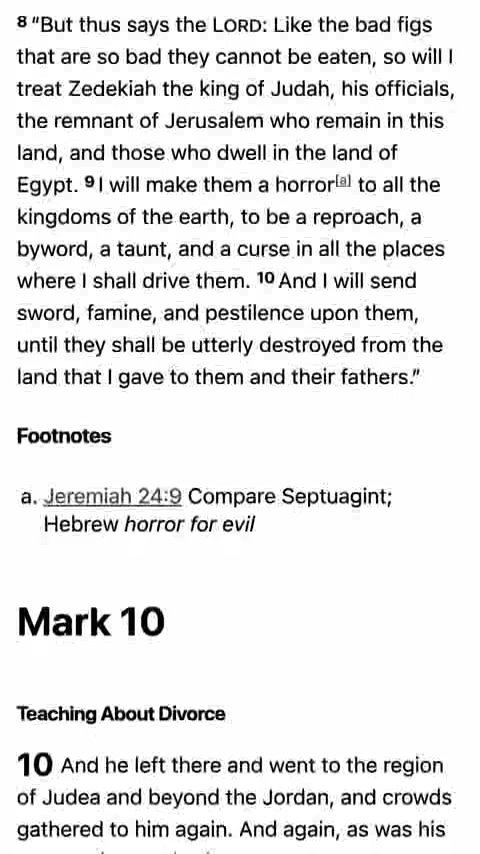 8 "But thus says the LORD: Like the bad figs
that are so bad they cannot be eaten, so will I
treat Zedekiah the king of Judah, his officials,
the remnant of Jerusalem who remain in this
land, and those who dwell in the land of
Egypt. 9 I will make them a horror[a] to all the
kingdoms of the earth, to be a reproach, a
byword, a taunt, and a curse in all the places
where I shall drive them. 10 And I will send
sword, famine, and pestilence upon them,
until they shall be utterly destroyed from the
land that I gave to them and their fathers."
Footnotes
a. Jeremiah 24:9 Compare Septuagint;
Hebrew horror for evil
Mark 10
Teaching About Divorce
10 And he left there and went to the region
of Judea and beyond the Jordan, and crowds
gathered to him again. And again, as was his